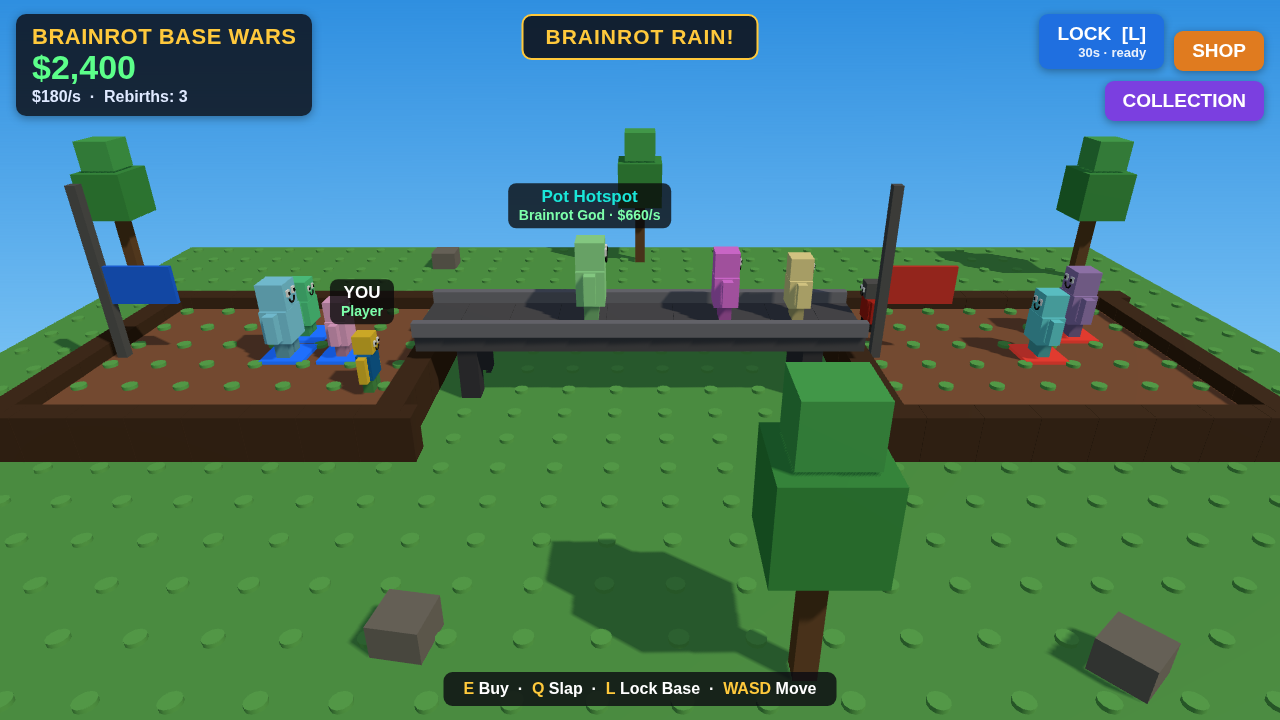 BRAINROT BASE WARS
$2,400
$180/s · Rebirths: 3
BRAINROT RAIN!
LOCK [L]
30s · ready
SHOP
COLLECTION
Pot Hotspot
Brainrot God · $660/s
YOU
Player
E Buy · Q Slap · L Lock Base · WASD Move